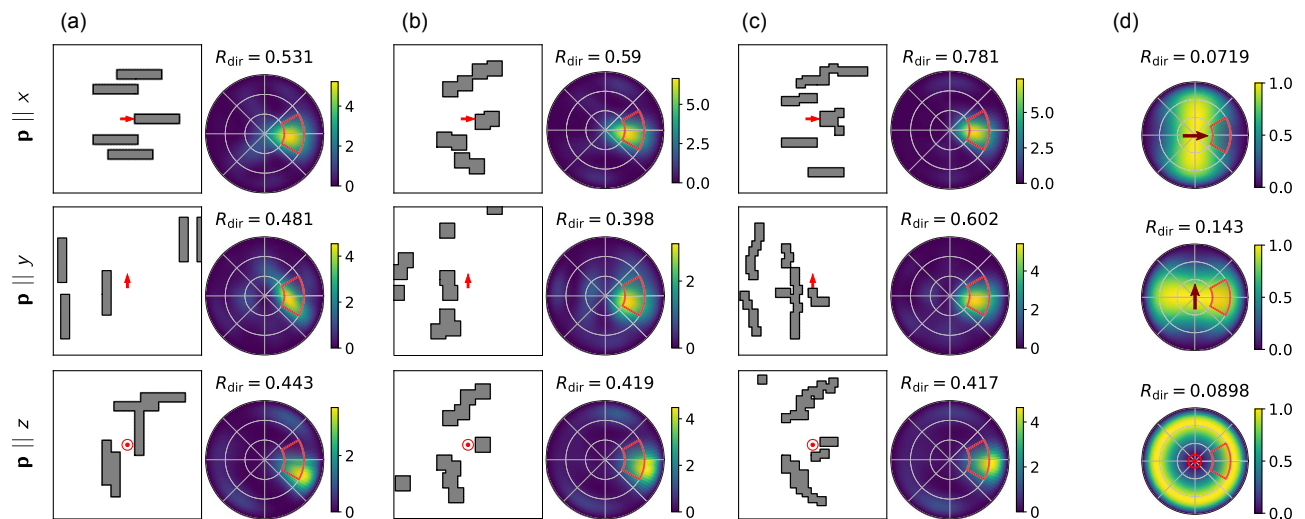 (a) (b) (c) (d)
p || x
R_dir = 0.531
4
2
0
R_dir = 0.59
5.0
2.5
0.0
R_dir = 0.781
5.0
2.5
0.0
R_dir = 0.0719
1.0
0.5
0.0
p || y
R_dir = 0.481
4
2
0
R_dir = 0.398
2
0
R_dir = 0.602
4
2
0
R_dir = 0.143
1.0
0.5
0.0
p || z
R_dir = 0.443
2
0
R_dir = 0.419
4
2
0
R_dir = 0.417
4
2
0
R_dir = 0.0898
1.0
0.5
0.0